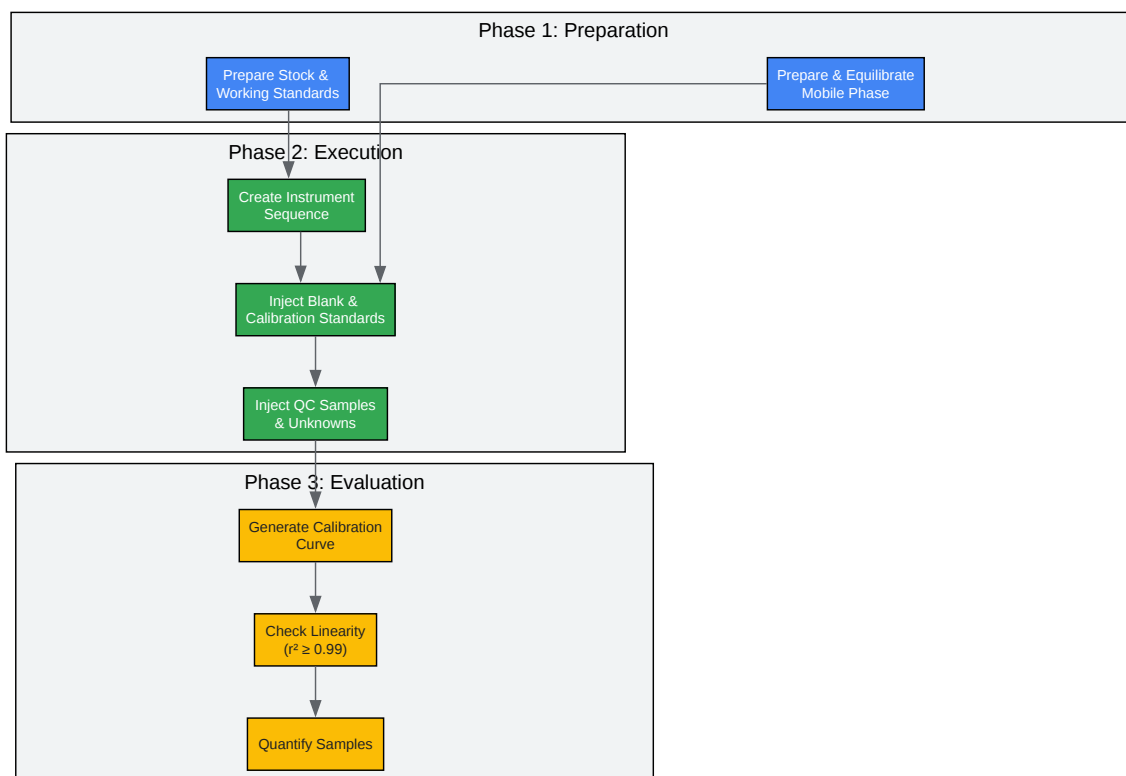 Phase 1: Preparation
Prepare Stock &
Working Standards
Prepare & Equilibrate
Mobile Phase
Phase 2: Execution
Create Instrument
Sequence
Inject Blank &
Calibration Standards
Inject QC Samples
& Unknowns
Phase 3: Evaluation
Generate Calibration
Curve
Check Linearity
(r² ≥ 0.99)
Quantify Samples